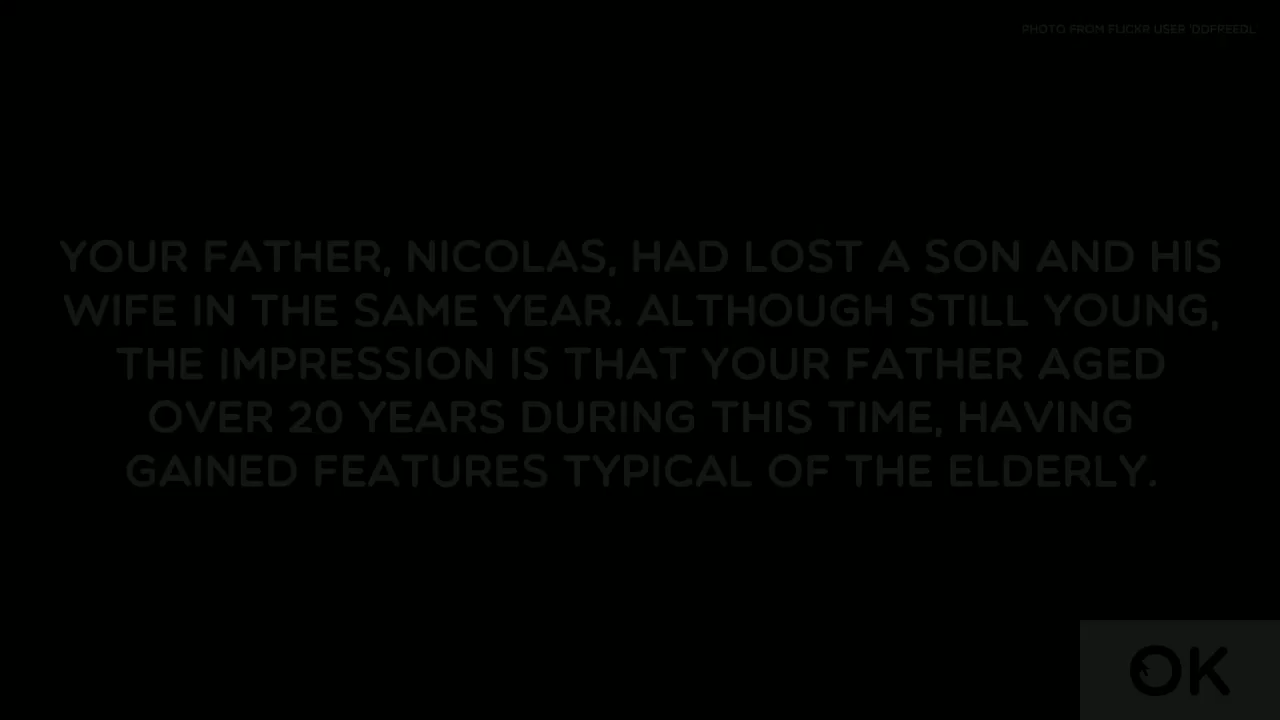 PHOTO FROM FLICKR USER 'DDFREEDL
YOUR FATHER, NICOLAS, HAD LOST A SON AND HIS
WIFE IN THE SAME YEAR. ALTHOUGH STILL YOUNG,
THE IMPRESSION IS THAT YOUR FATHER AGED
OVER 20 YEARS DURING THIS TIME, HAVING
GAINED FEATURES TYPICAL OF THE ELDERLY.
OK